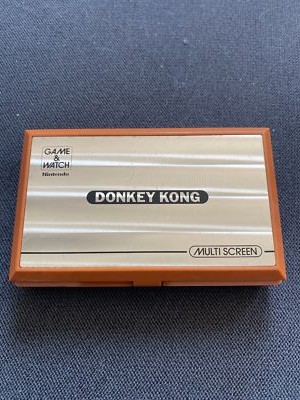 GAME
&
WATCH
Nintendo
DONKEY KONG
MULTI SCREEN